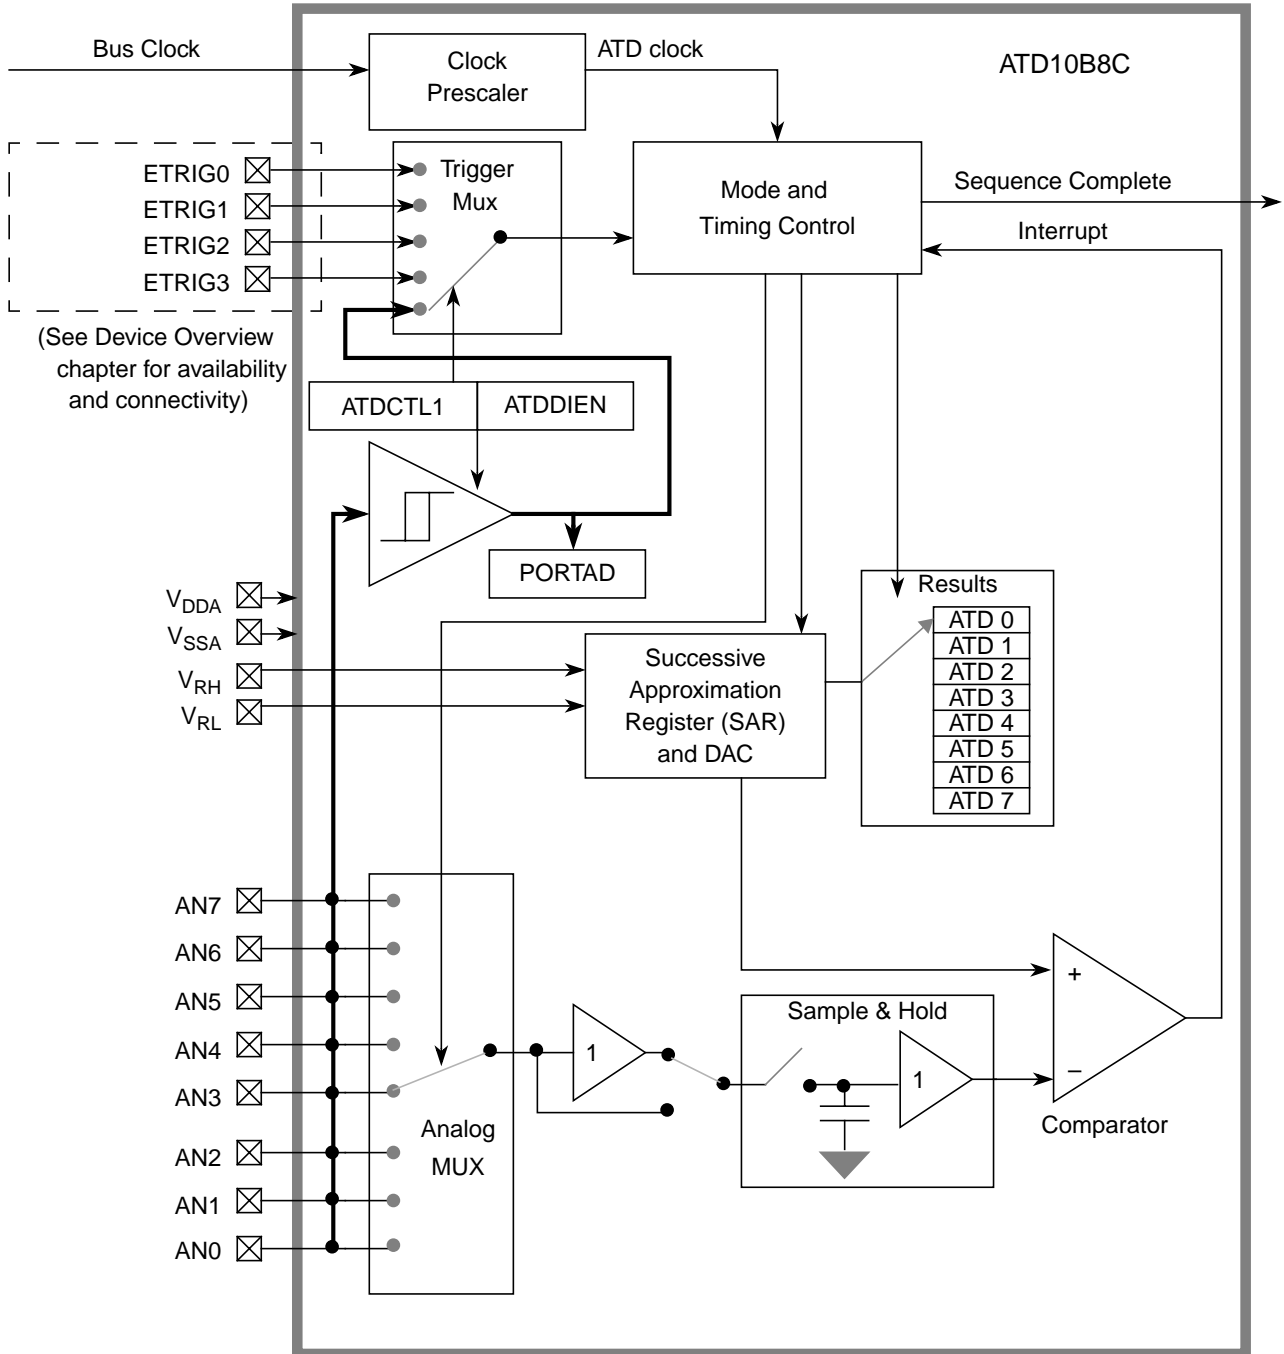 Bus Clock
Clock
Prescaler
ATD clock
ATD10B8C
ETRIG0
ETRIG1
ETRIG2
ETRIG3
(See Device Overview
chapter for availability
and connectivity)
Trigger
Mux
Mode and
Timing Control
Sequence Complete
Interrupt
ATDCTL1
ATDDIEN
PORTAD
VDDA
VSSA
VRH
VRL
Successive
Approximation
Register (SAR)
and DAC
Results
ATD 0
ATD 1
ATD 2
ATD 3
ATD 4
ATD 5
ATD 6
ATD 7
AN7
AN6
AN5
AN4
AN3
AN2
AN1
AN0
Analog
MUX
1
Sample & Hold
1
+
–
Comparator